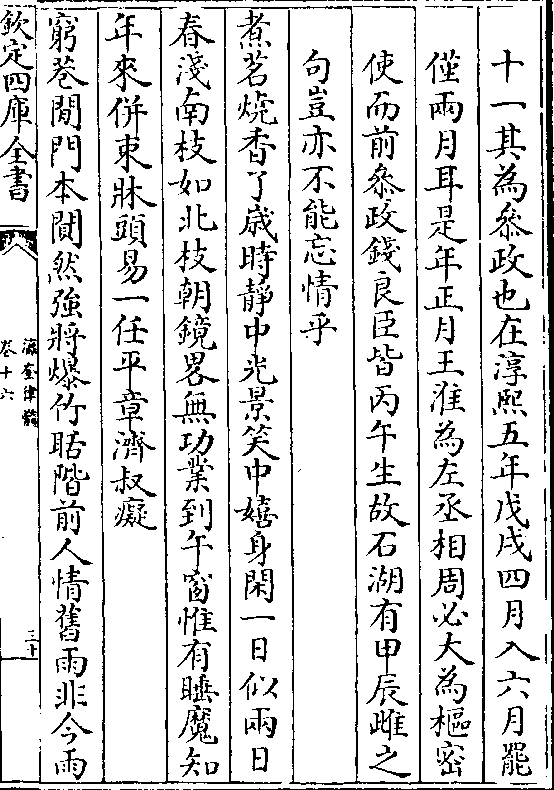 十一其為叅政也在淳熙五年戊戌四月入六月罷
僅兩月耳是年正月王淮為左丞相周必大為樞密
使而前叅政錢良臣皆丙午生故石湖有甲辰雌之
句豈亦不能忘情乎
煮茗燒香了歲時靜中光景笑中嬉身閑一日似兩日
春淺南枝如北枝朝鏡畧無功業到午窗惟有睡魔知
年來併束牀頭易一任平章濟叔癡
窮巷閒門本閴然強將爆竹聒階前人情舊雨非今雨
欽定四庫全書
瀛奎律髓
卷十六
三十